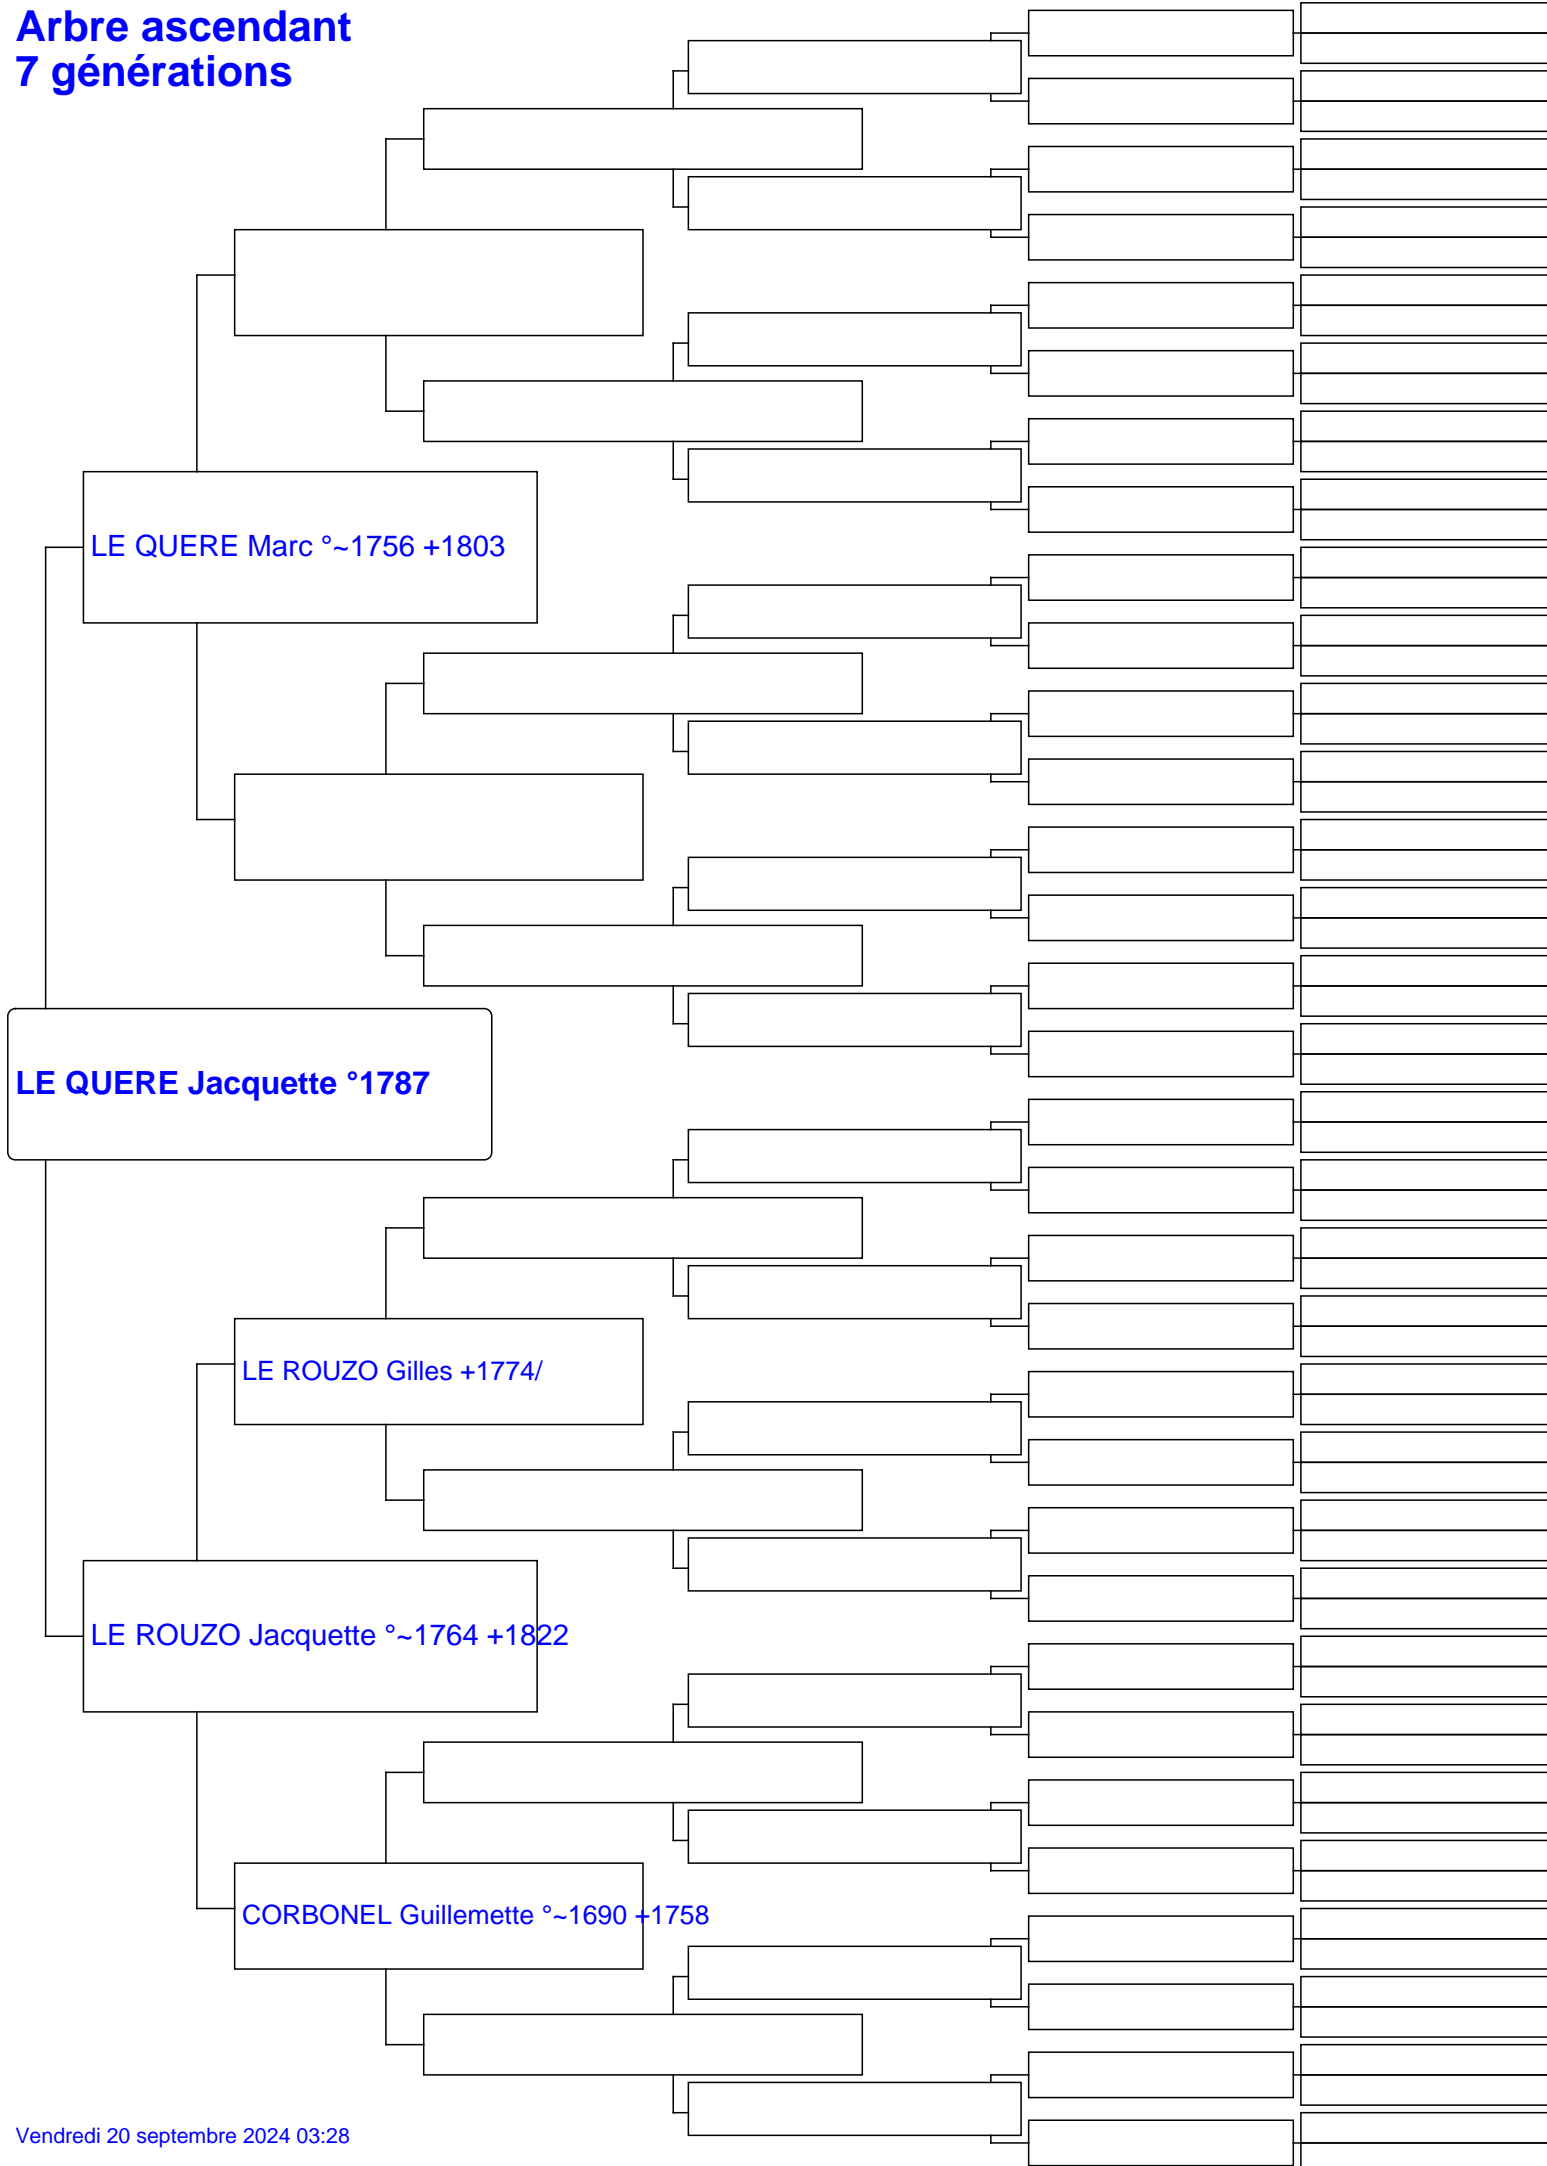 Arbre ascendant
7 générations
LE QUERE Marc °~1756 +1803
LE QUERE Jacquette °1787
LE ROUZO Gilles +1774/
LE ROUZO Jacquette °~1764 +1822
CORBONEL Guillemette °~1690 +1758
Vendredi 20 septembre 2024 03:28